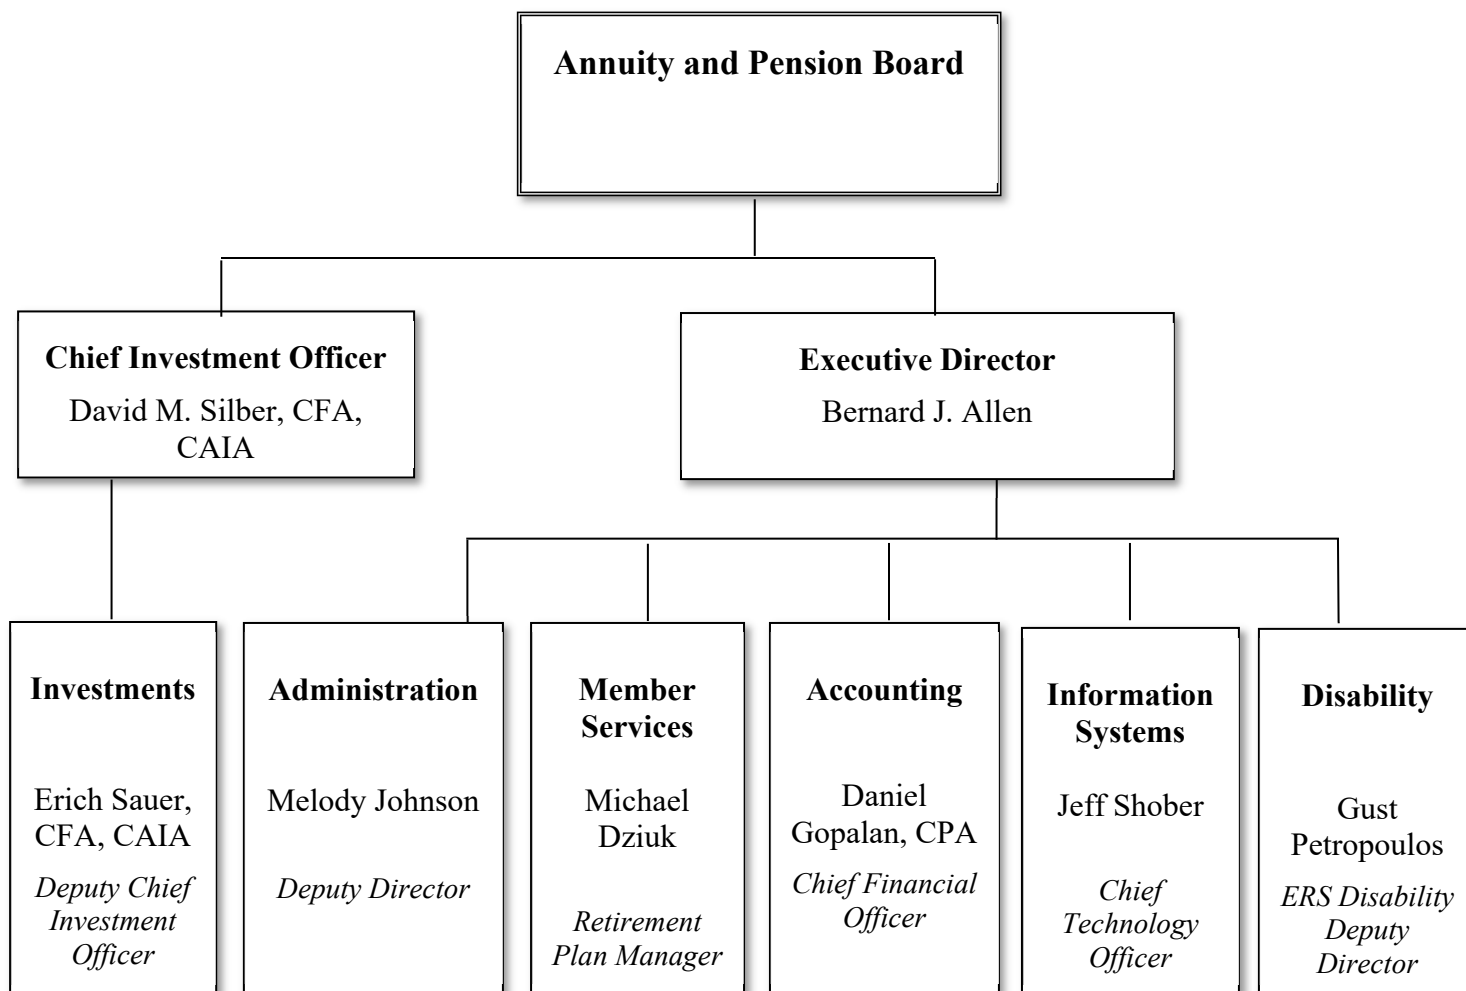 Annuity and Pension Board
Chief Investment Officer
David M. Silber, CFA,
CAIA
Executive Director
Bernard J. Allen
Investments
Erich Sauer,
CFA, CAIA
Deputy Chief
Investment
Officer
Administration
Melody Johnson
Deputy Director
Member
Services
Michael
Dziuk
Retirement
Plan Manager
Accounting
Daniel
Gopalan, CPA
Chief Financial
Officer
Information
Systems
Jeff Shober
Chief
Technology
Officer
Disability
Gust
Petropoulos
ERS Disability
Deputy
Director